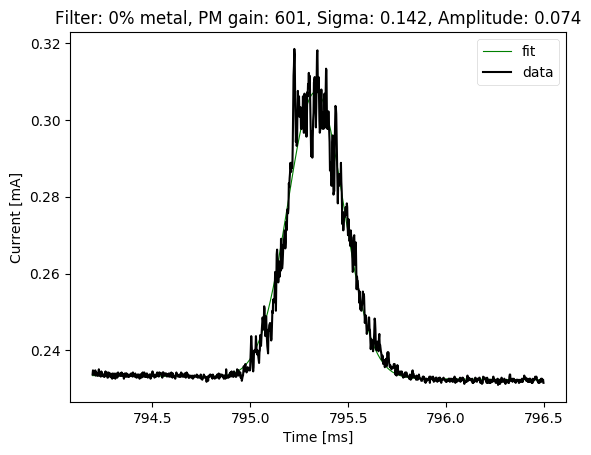 Filter: 0% metal, PM gain: 601, Sigma: 0.142, Amplitude: 0.074
fit
data
0.32
0.30
0.28
0.26
0.24
Current [mA]
794.5 795.0 795.5 796.0 796.5
Time [ms]